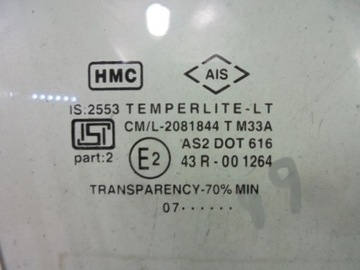 HMC AIS
IS:2553 TEMPERLITE-LT
ISI CM/L-2081844 T M33A
part:2 E2 AS2 DOT 616
43 R-00 1264
TRANSPARENCY-70% MIN
07······
19